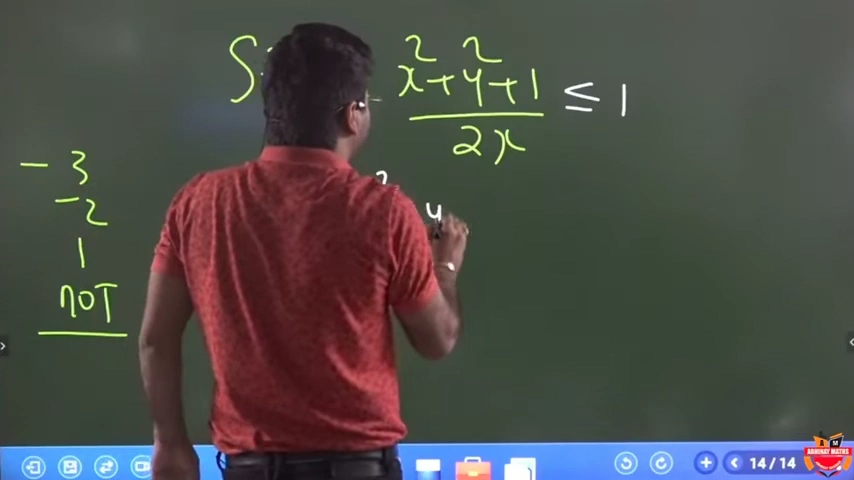 x² + y² + 1 ≤ 1
2x
y
- 3
- 2
1
noT
14 / 14
A M
ABHINAY MATHS